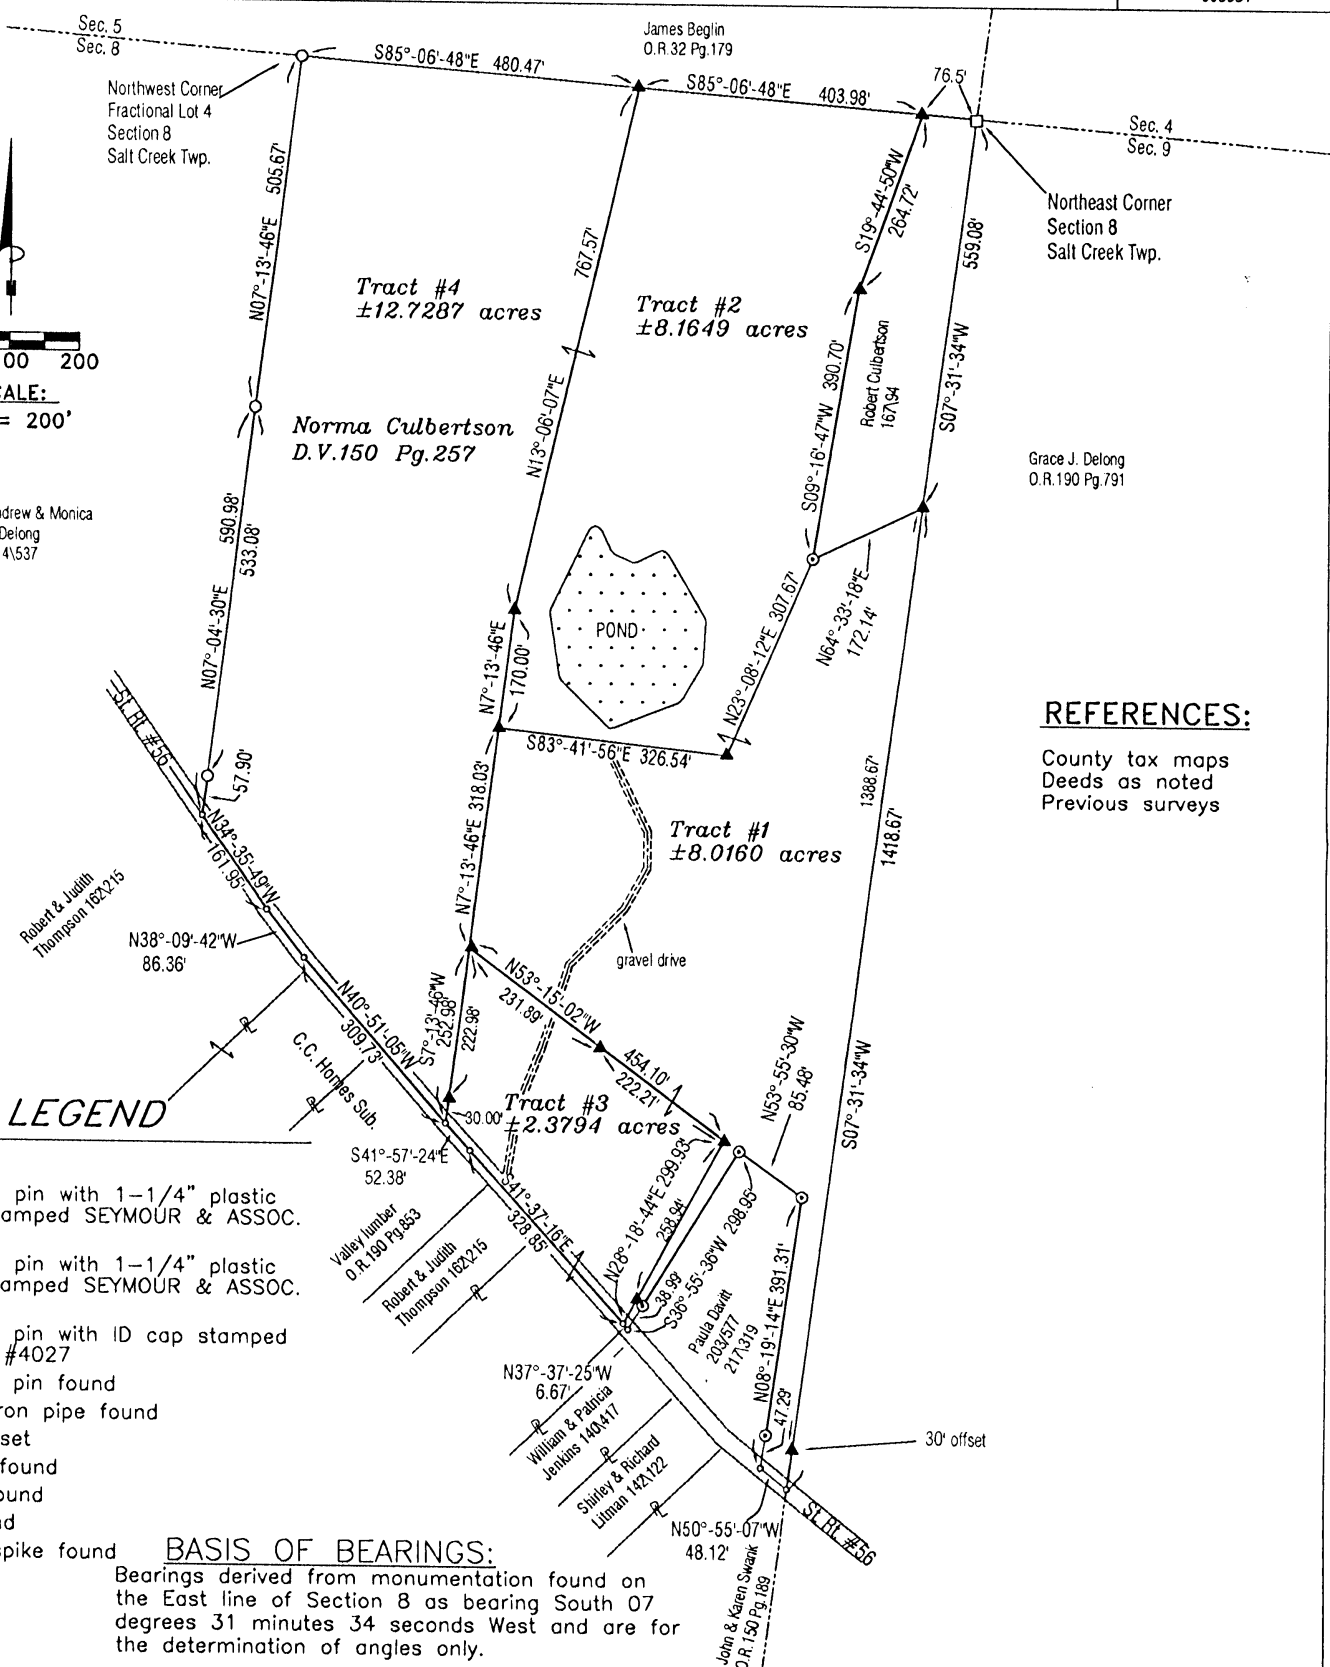 Sec. 5
Sec. 8
James Beglin
O.R.32 Pg.179
S85°-06'-48"E 480.47'
S85°-06'-48"E 403.98'
76.5'
Sec. 4
Sec. 9
Northwest Corner
Fractional Lot 4
Section 8
Salt Creek Twp.
Northeast Corner
Section 8
Salt Creek Twp.
N07°-13'-46"E 505.67'
767.57'
N13°-06'-07"E
S19°-44'-50"W
264.72'
559.08'
S07°-31'-34"W
Tract #4
±12.7287 acres
Tract #2
±8.1649 acres
00 200
ALE:
= 200'
S09°-16'-47"W 390.70'
Robert Culbertson
167\94
Norma Culbertson
D.V.150 Pg.257
Grace J. Delong
O.R.190 Pg.791
drew & Monica
Delong
4\537
590.98'
533.08'
N07°-04'-30"E
POND
N23°-08'-12"E 307.67'
N64°-33'-18"E
172.14'
N7°-13'-46"E
170.00'
St. Rt. #56
S83°-41'-56"E 326.54'
57.90'
REFERENCES:
County tax maps
Deeds as noted
Previous surveys
N7°-13'-46"E 318.03'
1388.67'
1418.67'
Tract #1
±8.0160 acres
N34°-35'-49"W
161.95'
Robert & Judith
Thompson 162\215
N38°-09'-42"W
86.36'
gravel drive
N53°-15'-02"W
231.89'
N40°-51'-05"W
309.73'
S7°-13'-46"W
252.98'
222.98'
454.10'
222.21'
N53°-55'-30"W
85.48'
S07°-31'-34"W
C.C. Homes Sub.
LEGEND
30.00'
Tract #3
±2.3794 acres
S41°-57'-24"E
52.38'
pin with 1-1/4" plastic
amped SEYMOUR & ASSOC.
Valley lumber
O.R.190 Pg.853
S41°-37'-16"E
328.85'
N28°-18'-44"E 299.93'
258.94'
38.99'
S36°-55'-38"W 298.95'
pin with 1-1/4" plastic
amped SEYMOUR & ASSOC.
Robert & Judith
Thompson 162\215
Paula Davitt
203/577
217\319
N08°-19'-14"E 391.31'
47.29'
pin with ID cap stamped
#4027
pin found
ron pipe found
set
found
ound
d
spike found
N37°-37'-25"W
6.67'
William & Patricia
Jenkins 140\417
Shirley & Richard
Litman 142\122
30' offset
N50°-55'-07"W
48.12'
St. Rt. #56
John & Karen Swank
O.R.150 Pg.189
BASIS OF BEARINGS:
Bearings derived from monumentation found on
the East line of Section 8 as bearing South 07
degrees 31 minutes 34 seconds West and are for
the determination of angles only.